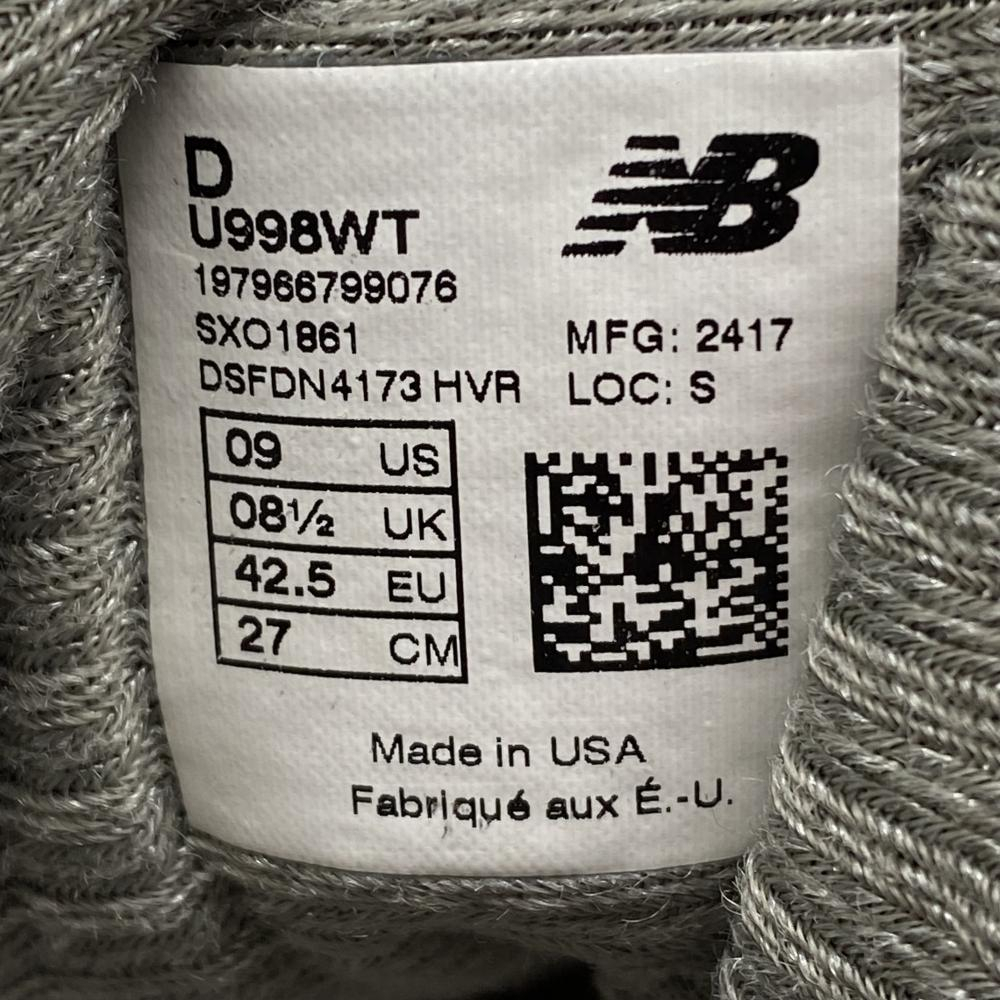 D
NB
U998WT
197966799076
SXO1861
MFG: 2417
DSFDN4173 HVR
LOC: S
09 US
08½ UK
42.5 EU
27 CM
Made in USA
Fabriqué aux É.-U.